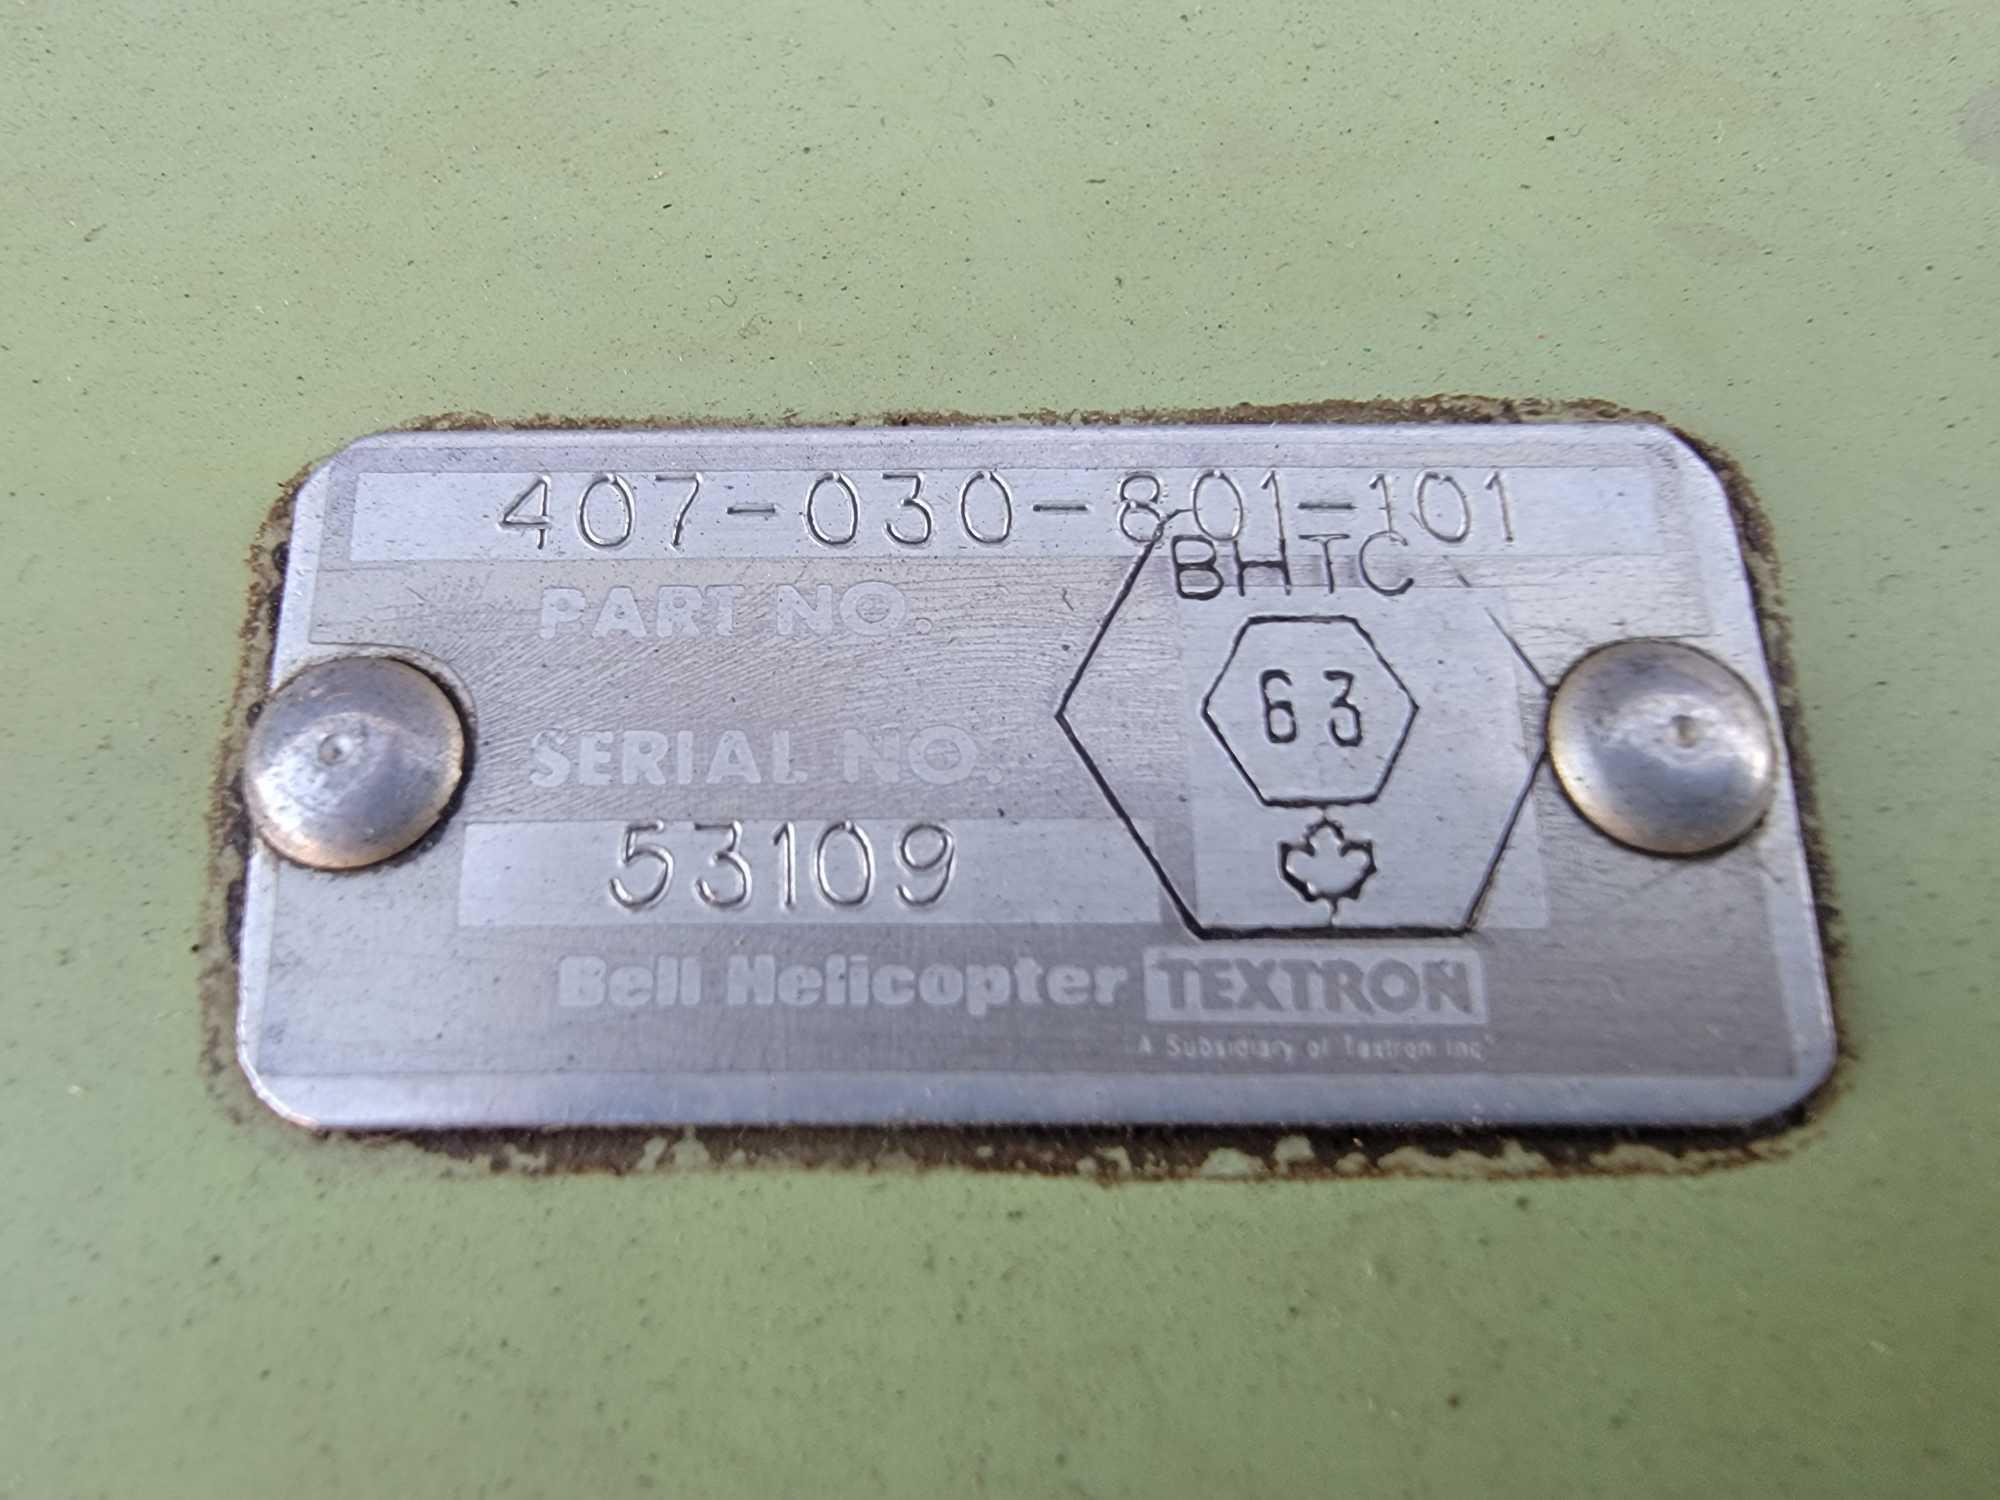 407-030-801-101
PART NO.
BHTC
63
SERIAL NO.
53109
Bell Helicopter TEXTRON
A Subsidiary of Textron Inc